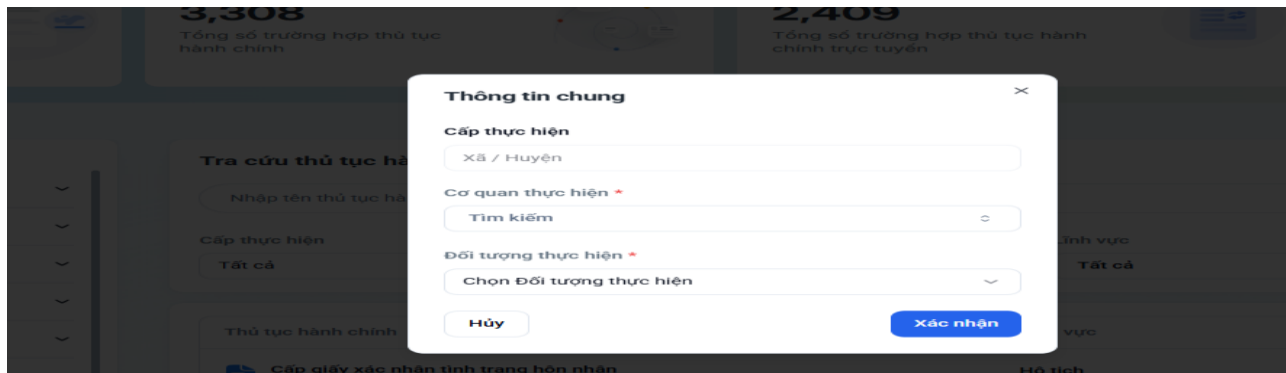 3,308
Tổng số trường hợp thủ tục
hành chính
2,409
Tổng số trường hợp thủ tục hành
chính trực tuyến
Thông tin chung
Cấp thực hiện
Xã / Huyện
Cơ quan thực hiện *
Tìm kiếm
Đối tượng thực hiện *
Chọn Đối tượng thực hiện
Hủy
Xác nhận
Tra cứu thủ tục hà
Nhập tên thủ tục hà
Cấp thực hiện
Tất cả
Lĩnh vực
Tất cả
Thủ tục hành chính
vực
Cấp giấy xác nhận tình trạng hôn nhân
Hộ tịch